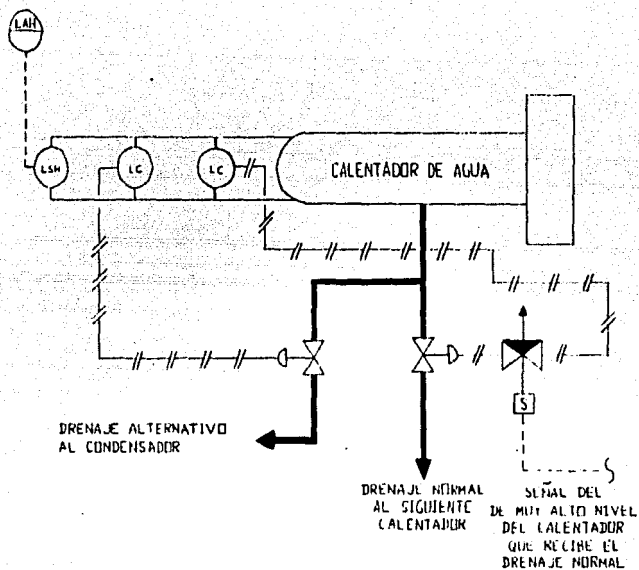 LAH
LSH
LC
LC
CALENTADOR DE AGUA
S
DRENAJE ALTERNATIVO
AL CONDENSADOR
DRENAJE NORMAL
AL SIGUIENTE
CALENTADOR
SEÑAL DEL
DE MUY ALTO NIVEL
DEL CALENTADOR
QUE RECIBE EL
DRENAJE NORMAL